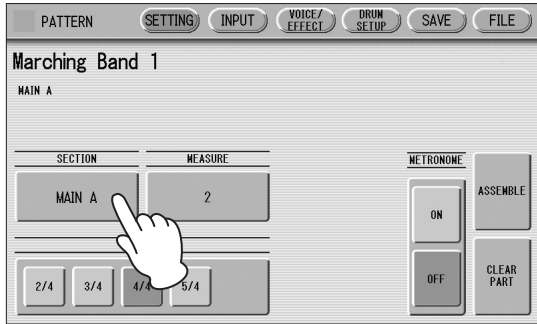 PATTERN SETTING INPUT VOICE/ EFFECT DRUM SETUP SAVE FILE
Marching Band 1
MAIN A
SECTION MEASURE METRONOME
MAIN A 2 ON ASSEMBLE
2/4 3/4 4/4 5/4 OFF CLEAR PART